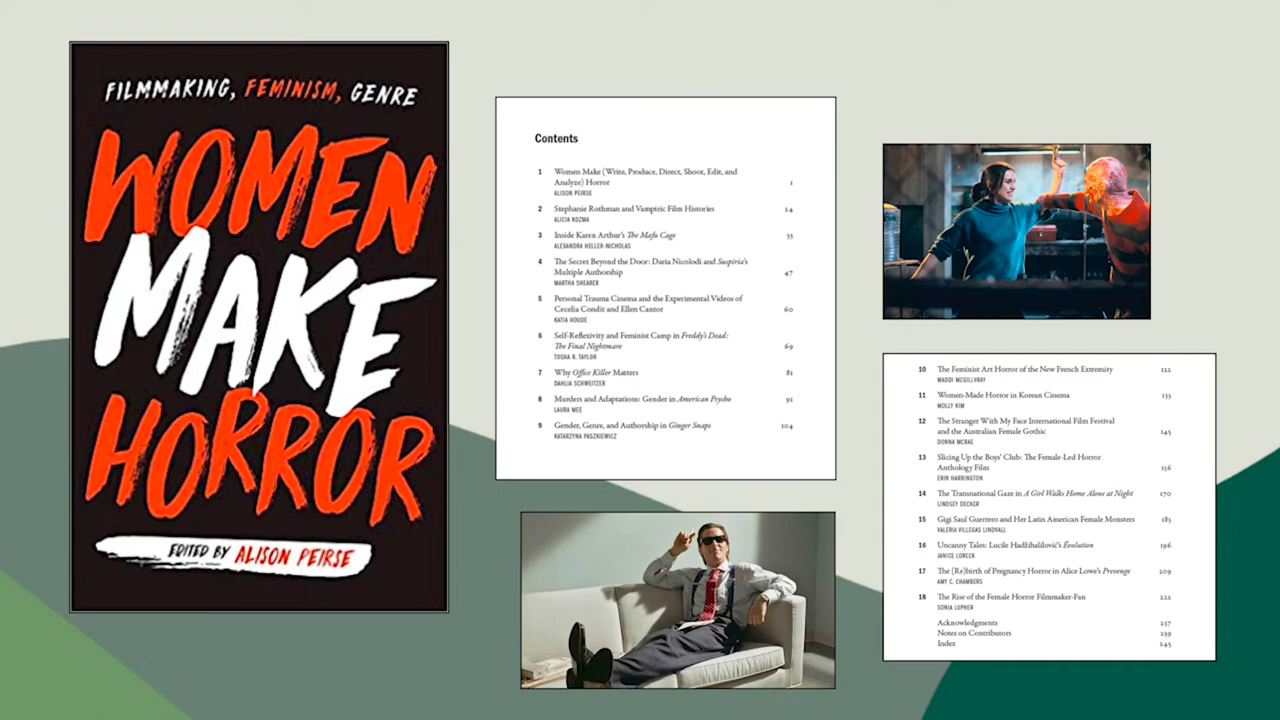 FILMMAKING, FEMINISM, GENRE
WOMEN
MAKE
HORROR
EDITED BY ALISON PEIRSE
Contents
1 Women Make (Write, Produce, Direct, Shoot, Edit, and
Analyze) Horror 1
ALISON PEIRSE
2 Stephanie Rothman and Vampiric Film Histories 24
ALICIA KOZMA
3 Inside Karen Arthur's The Mafu Cage 33
ALEXANDRA HELLER-NICHOLAS
4 The Secret Beyond the Door: Daria Nicolodi and Suspiria's
Multiple Authorship 47
MARTHA SHEARER
5 Personal Trauma Cinema and the Experimental Videos of
Cecelia Condit and Ellen Cantor 60
KATIA HOUDE
6 Self-Reflexivity and Feminist Camp in Freddy's Dead:
The Final Nightmare 69
TOSHA R. TAYLOR
7 Why Office Killer Matters 81
DAHLIA SCHWEITZER
8 Murders and Adaptations: Gender in American Psycho 91
LAURA MEE
9 Gender, Genre, and Authorship in Ginger Snaps 104
KATARZYNA PASZKIEWICZ
10 The Feminist Art Horror of the New French Extremity 122
MADDI MCGILLVRAY
11 Women-Made Horror in Korean Cinema 133
MOLLY KIM
12 The Stranger With My Face International Film Festival
and the Australian Female Gothic 145
DONNA MCRAE
13 Slicing Up the Boys' Club: The Female-Led Horror
Anthology Film 156
ERIN HARRINGTON
14 The Transnational Gaze in A Girl Walks Home Alone at Night 170
LINDSEY DECKER
15 Gigi Saul Guerrero and Her Latin American Female Monsters 183
VALERIA VILLEGAS LINDVALL
16 Uncanny Tales: Lucile Hadžihalilović's Évolution 196
JANICE LORECK
17 The (Re)birth of Pregnancy Horror in Alice Lowe's Prevenge 209
AMY C. CHAMBERS
18 The Rise of the Female Horror Filmmaker-Fan 222
SONIA LUPHER
Acknowledgments 237
Notes on Contributors 239
Index 245